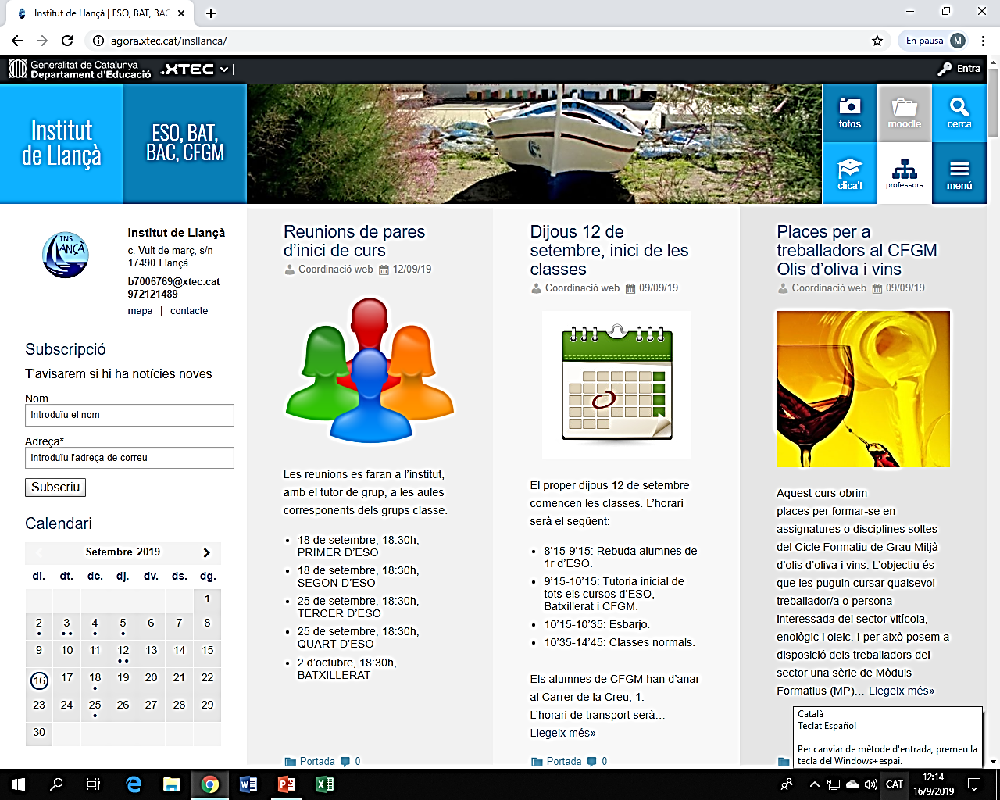 Institut de Llançà | ESO, BAT, BAC
agora.xtec.cat/insllanca/
En pausa
M
Generalitat de Catalunya
Departament d'Educació
.XTEC
Entra
Institut
de Llançà
ESO, BAT,
BAC, CFGM
fotos
moodle
cerca
clica't
professors
menú
INS
LLANÇÀ
Institut de Llançà
c. Vuit de març, s/n
17490 Llançà
b7006769@xtec.cat
972121489
mapa | contacte
Subscripció
T'avisarem si hi ha notícies noves
Nom
Introduïu el nom
Adreça*
Introduïu l'adreça de correu
Subscriu
Calendari
Setembre 2019
dl. dt. dc. dj. dv. ds. dg.
1
2 3 4 5 6 7 8
9 10 11 12 13 14 15
16 17 18 19 20 21 22
23 24 25 26 27 28 29
30
Reunions de pares
d'inici de curs
Coordinació web 12/09/19
Les reunions es faran a l'institut,
amb el tutor de grup, a les aules
corresponents dels grups classe.
• 18 de setembre, 18:30h,
PRIMER D'ESO
• 18 de setembre, 18:30h,
SEGON D'ESO
• 25 de setembre, 18:30h,
TERCER D'ESO
• 25 de setembre, 18:30h,
QUART D'ESO
• 2 d'octubre, 18:30h,
BATXILLERAT
Portada 0
Dijous 12 de
setembre, inici de les
classes
Coordinació web 09/09/19
El proper dijous 12 de setembre
comencen les classes. L'horari
serà el següent:
• 8'15-9'15: Rebuda alumnes de
1r d'ESO.
• 9'15-10'15: Tutoria inicial de
tots els cursos d'ESO,
Batxillerat i CFGM.
• 10'15-10'35: Esbarjo.
• 10'35-14'45: Classes normals.
Els alumnes de CFGM han d'anar
al Carrer de la Creu, 1.
L'horari de transport serà…
Llegeix més»
Portada 0
Places per a
treballadors al CFGM
Olis d'oliva i vins
Coordinació web 09/09/19
Aquest curs obrim
places per formar-se en
assignatures o disciplines soltes
del Cicle Formatiu de Grau Mitjà
d'olis d'oliva i vins. L'objectiu és
que les puguin cursar qualsevol
treballador/a o persona
interessada del sector vitícola,
enològic i oleic. I per això posem a
disposició dels treballadors del
sector una sèrie de Mòduls
Formatius (MP)… Llegeix més»
Català
Teclat Español
Per canviar de mètode d'entrada, premeu la
tecla del Windows+espai.
CAT
12:14
16/9/2019